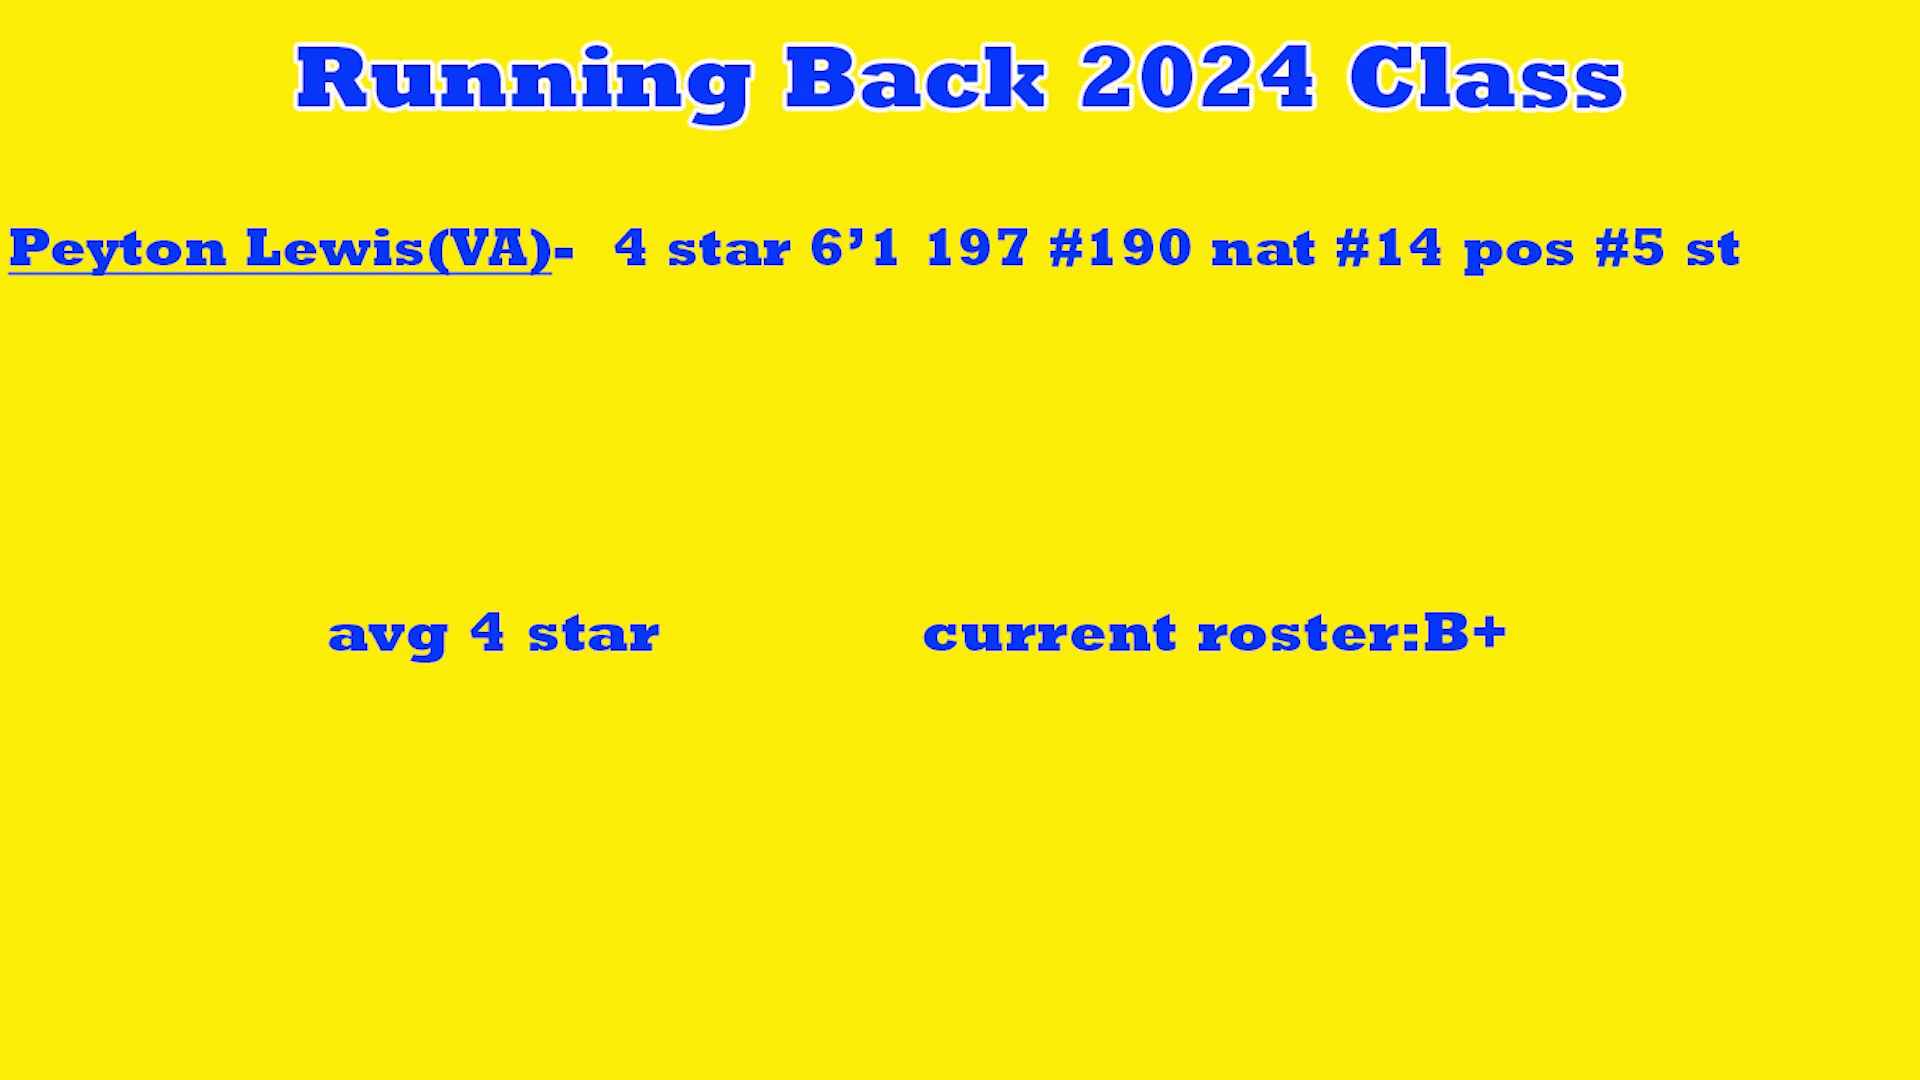 Running Back 2024 Class
Peyton Lewis(VA)- 4 star 6’1 197 #190 nat #14 pos #5 st
avg 4 star current roster:B+